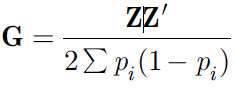 G = ZZ′ / 2 ∑ pᵢ(1 − pᵢ)